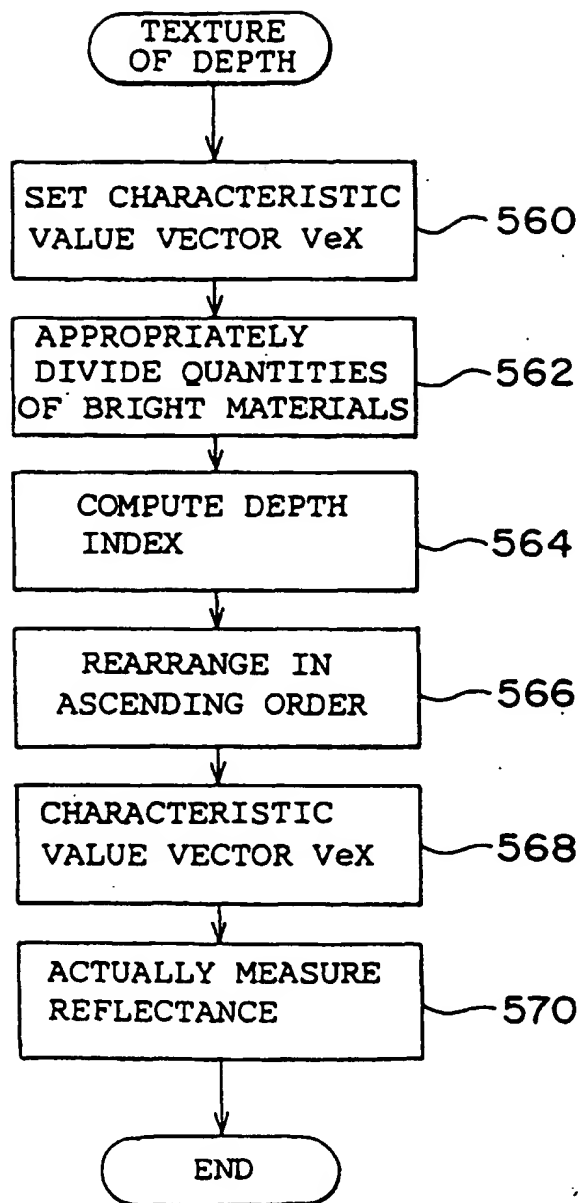 TEXTURE
OF DEPTH
SET CHARACTERISTIC
VALUE VECTOR VeX
560
APPROPRIATELY
DIVIDE QUANTITIES
OF BRIGHT MATERIALS
562
COMPUTE DEPTH
INDEX
564
REARRANGE IN
ASCENDING ORDER
566
CHARACTERISTIC
VALUE VECTOR VeX
568
ACTUALLY MEASURE
REFLECTANCE
570
END